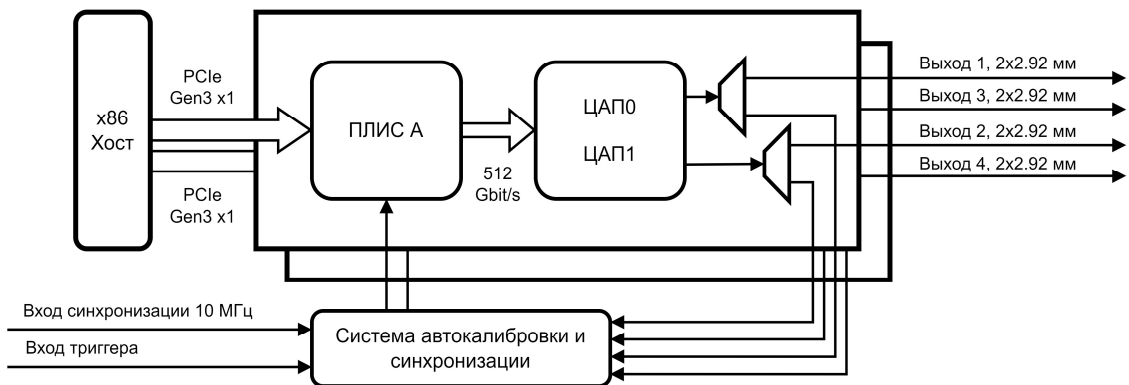 x86
Хост
PCIe
Gen3 x1
PCIe
Gen3 x1
ПЛИС А
512
Gbit/s
ЦАП0
ЦАП1
Выход 1, 2x2.92 мм
Выход 3, 2x2.92 мм
Выход 2, 2x2.92 мм
Выход 4, 2x2.92 мм
Вход синхронизации 10 МГц
Вход триггера
Система автокалибровки и
синхронизации